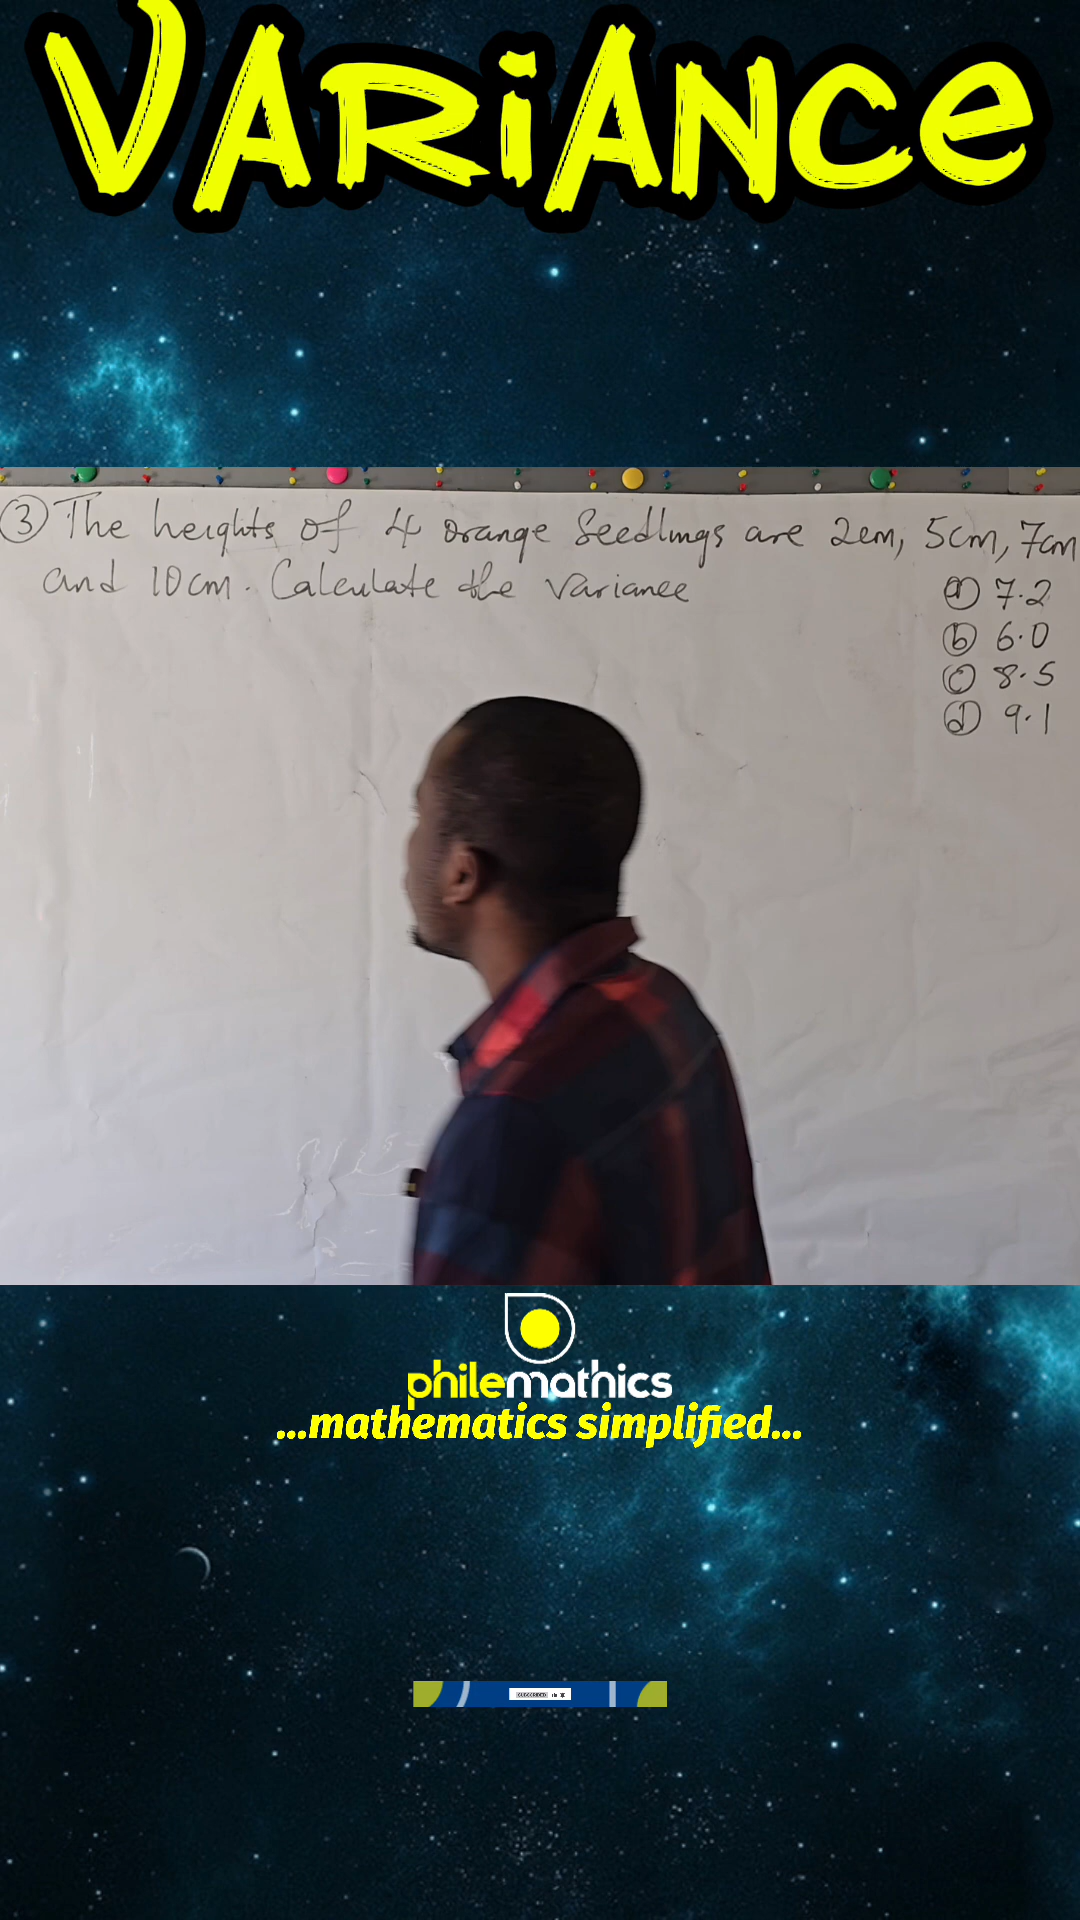 VARiANCe
③ The heights of 4 orange Seedlings are 2cm, 5cm, 7cm
and 10cm. Calculate the Variance
ⓐ 7.2
ⓑ 6.0
ⓒ 8.5
ⓓ 9.1
philemathics
...mathematics simplified...
SUBSCRIBED